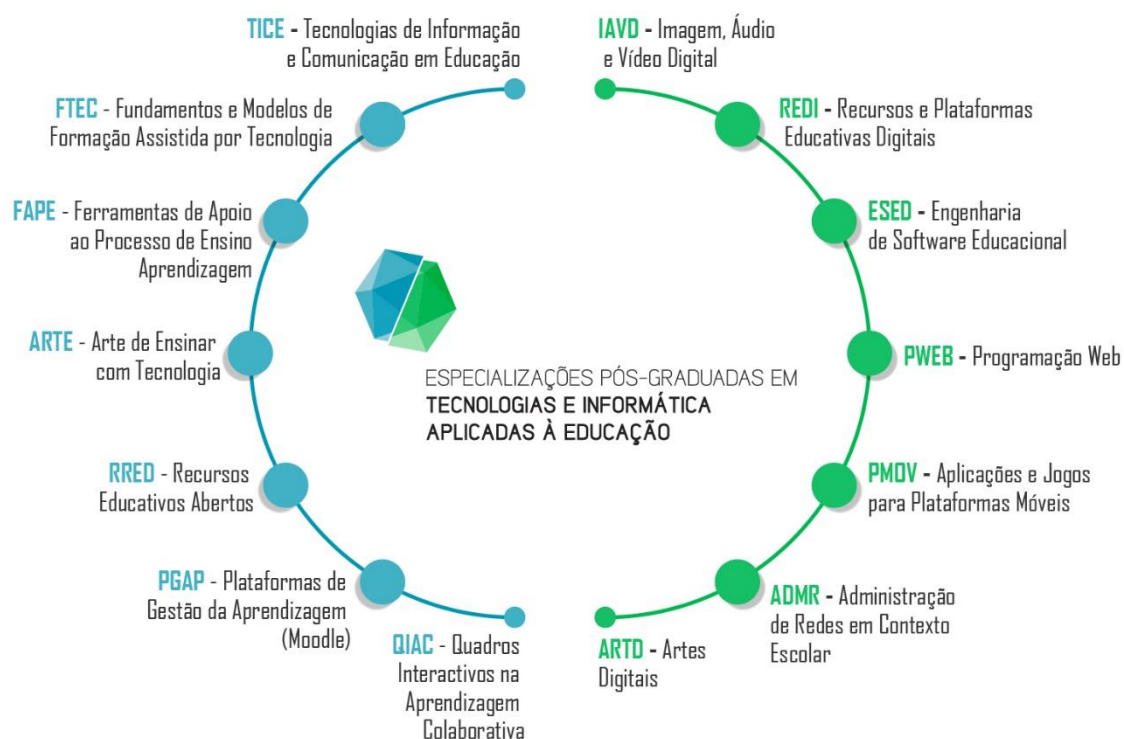 TICE - Tecnologias de Informação
e Comunicação em Educação
FTEC - Fundamentos e Modelos de
Formação Assistida por Tecnologia
FAPE - Ferramentas de Apoio
ao Processo de Ensino
Aprendizagem
ARTE - Arte de Ensinar
com Tecnologia
RRED - Recursos
Educativos Abertos
PGAP - Plataformas de
Gestão da Aprendizagem
(Moodle)
QIAC - Quadros
Interactivos na
Aprendizagem
Colaborativa
ESPECIALIZAÇÕES PÓS-GRADUADAS EM
TECNOLOGIAS E INFORMÁTICA
APLICADAS À EDUCAÇÃO
IAVD - Imagem, Áudio
e Vídeo Digital
REDI - Recursos e Plataformas
Educativas Digitais
ESED - Engenharia
de Software Educacional
PWEB - Programação Web
PMOV - Aplicações e Jogos
para Plataformas Móveis
ADMR - Administração
de Redes em Contexto
Escolar
ARTD - Artes
Digitais